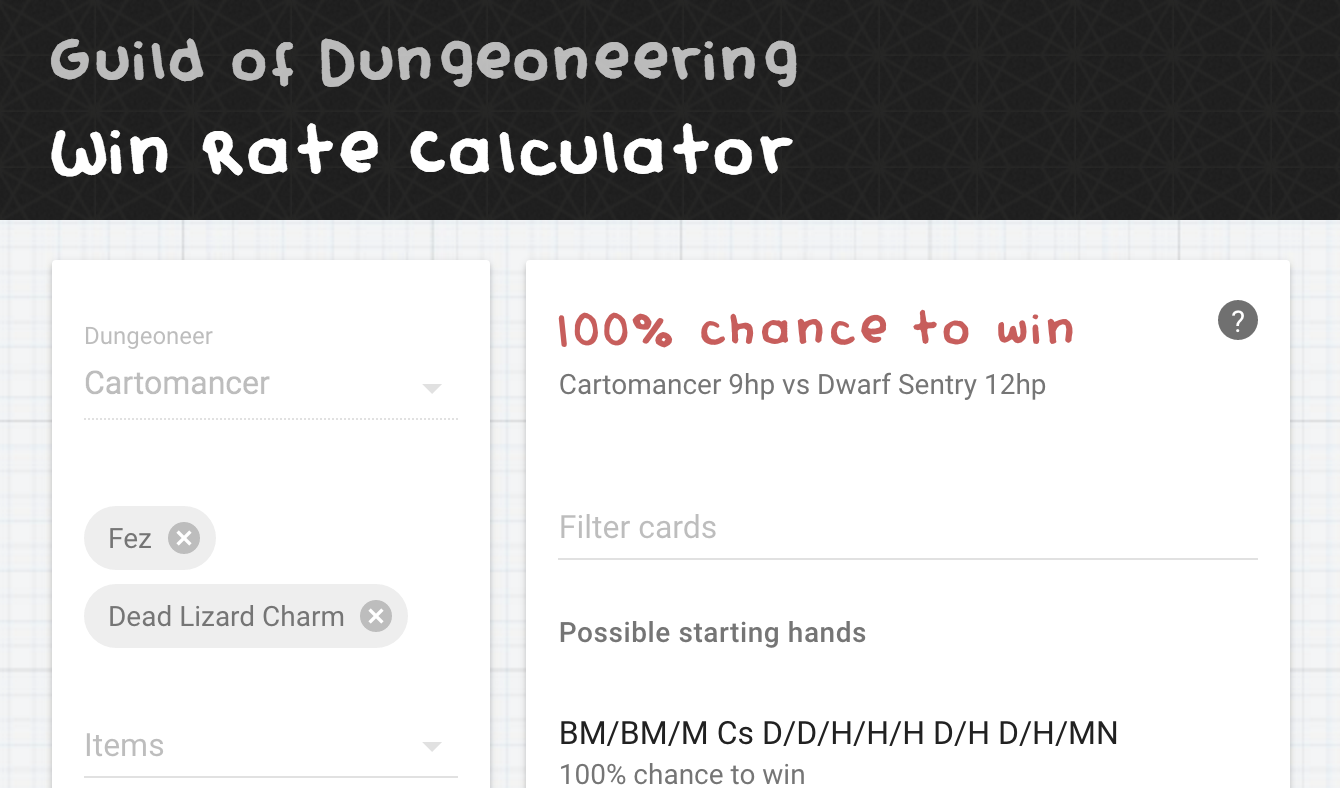 Guild of Dungeoneering
Win Rate Calculator
Dungeoneer
Cartomancer
Fez
Dead Lizard Charm
Items
100% chance to win
?
Cartomancer 9hp vs Dwarf Sentry 12hp
Filter cards
Possible starting hands
BM/BM/M Cs D/D/H/H/H D/H D/H/MN
100% chance to win